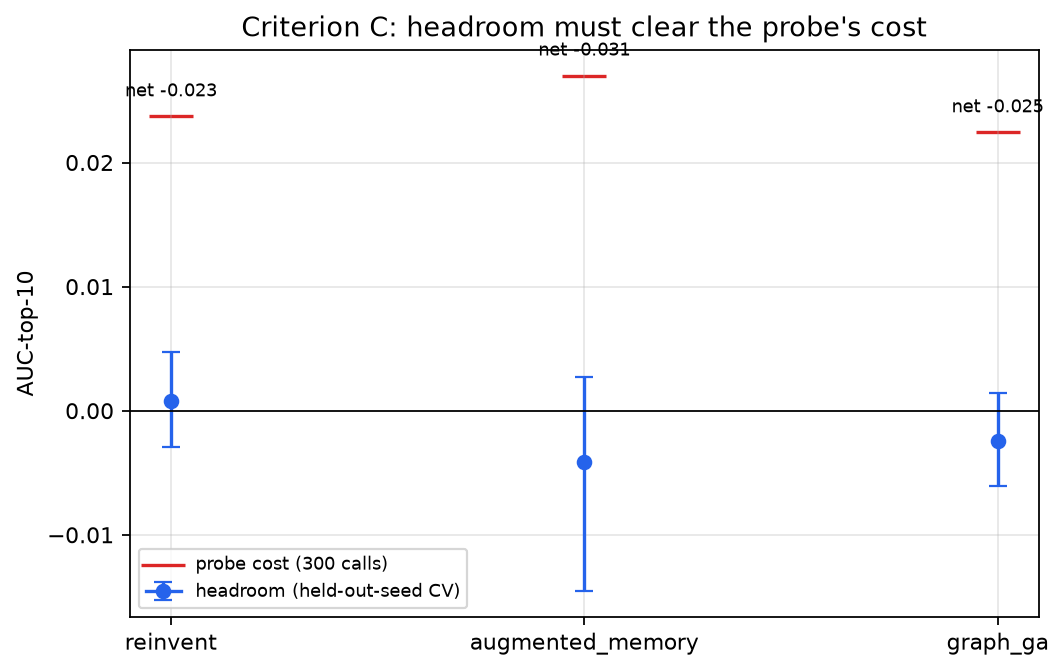 Criterion C: headroom must clear the probe's cost
net -0.031
net -0.023
net -0.025
0.02
0.01
0.00
−0.01
AUC-top-10
probe cost (300 calls)
headroom (held-out-seed CV)
reinvent
augmented_memory
graph_ga